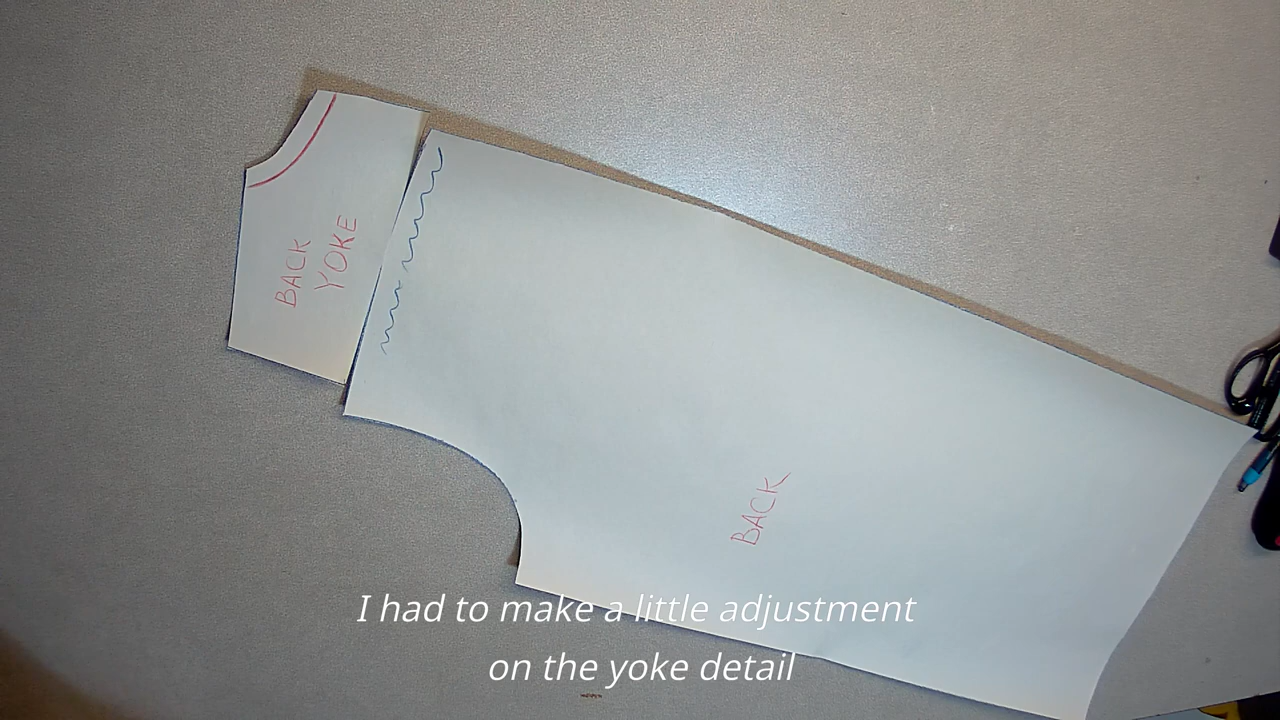 BACK
YOKE
BACK
I had to make a little adjustment
on the yoke detail